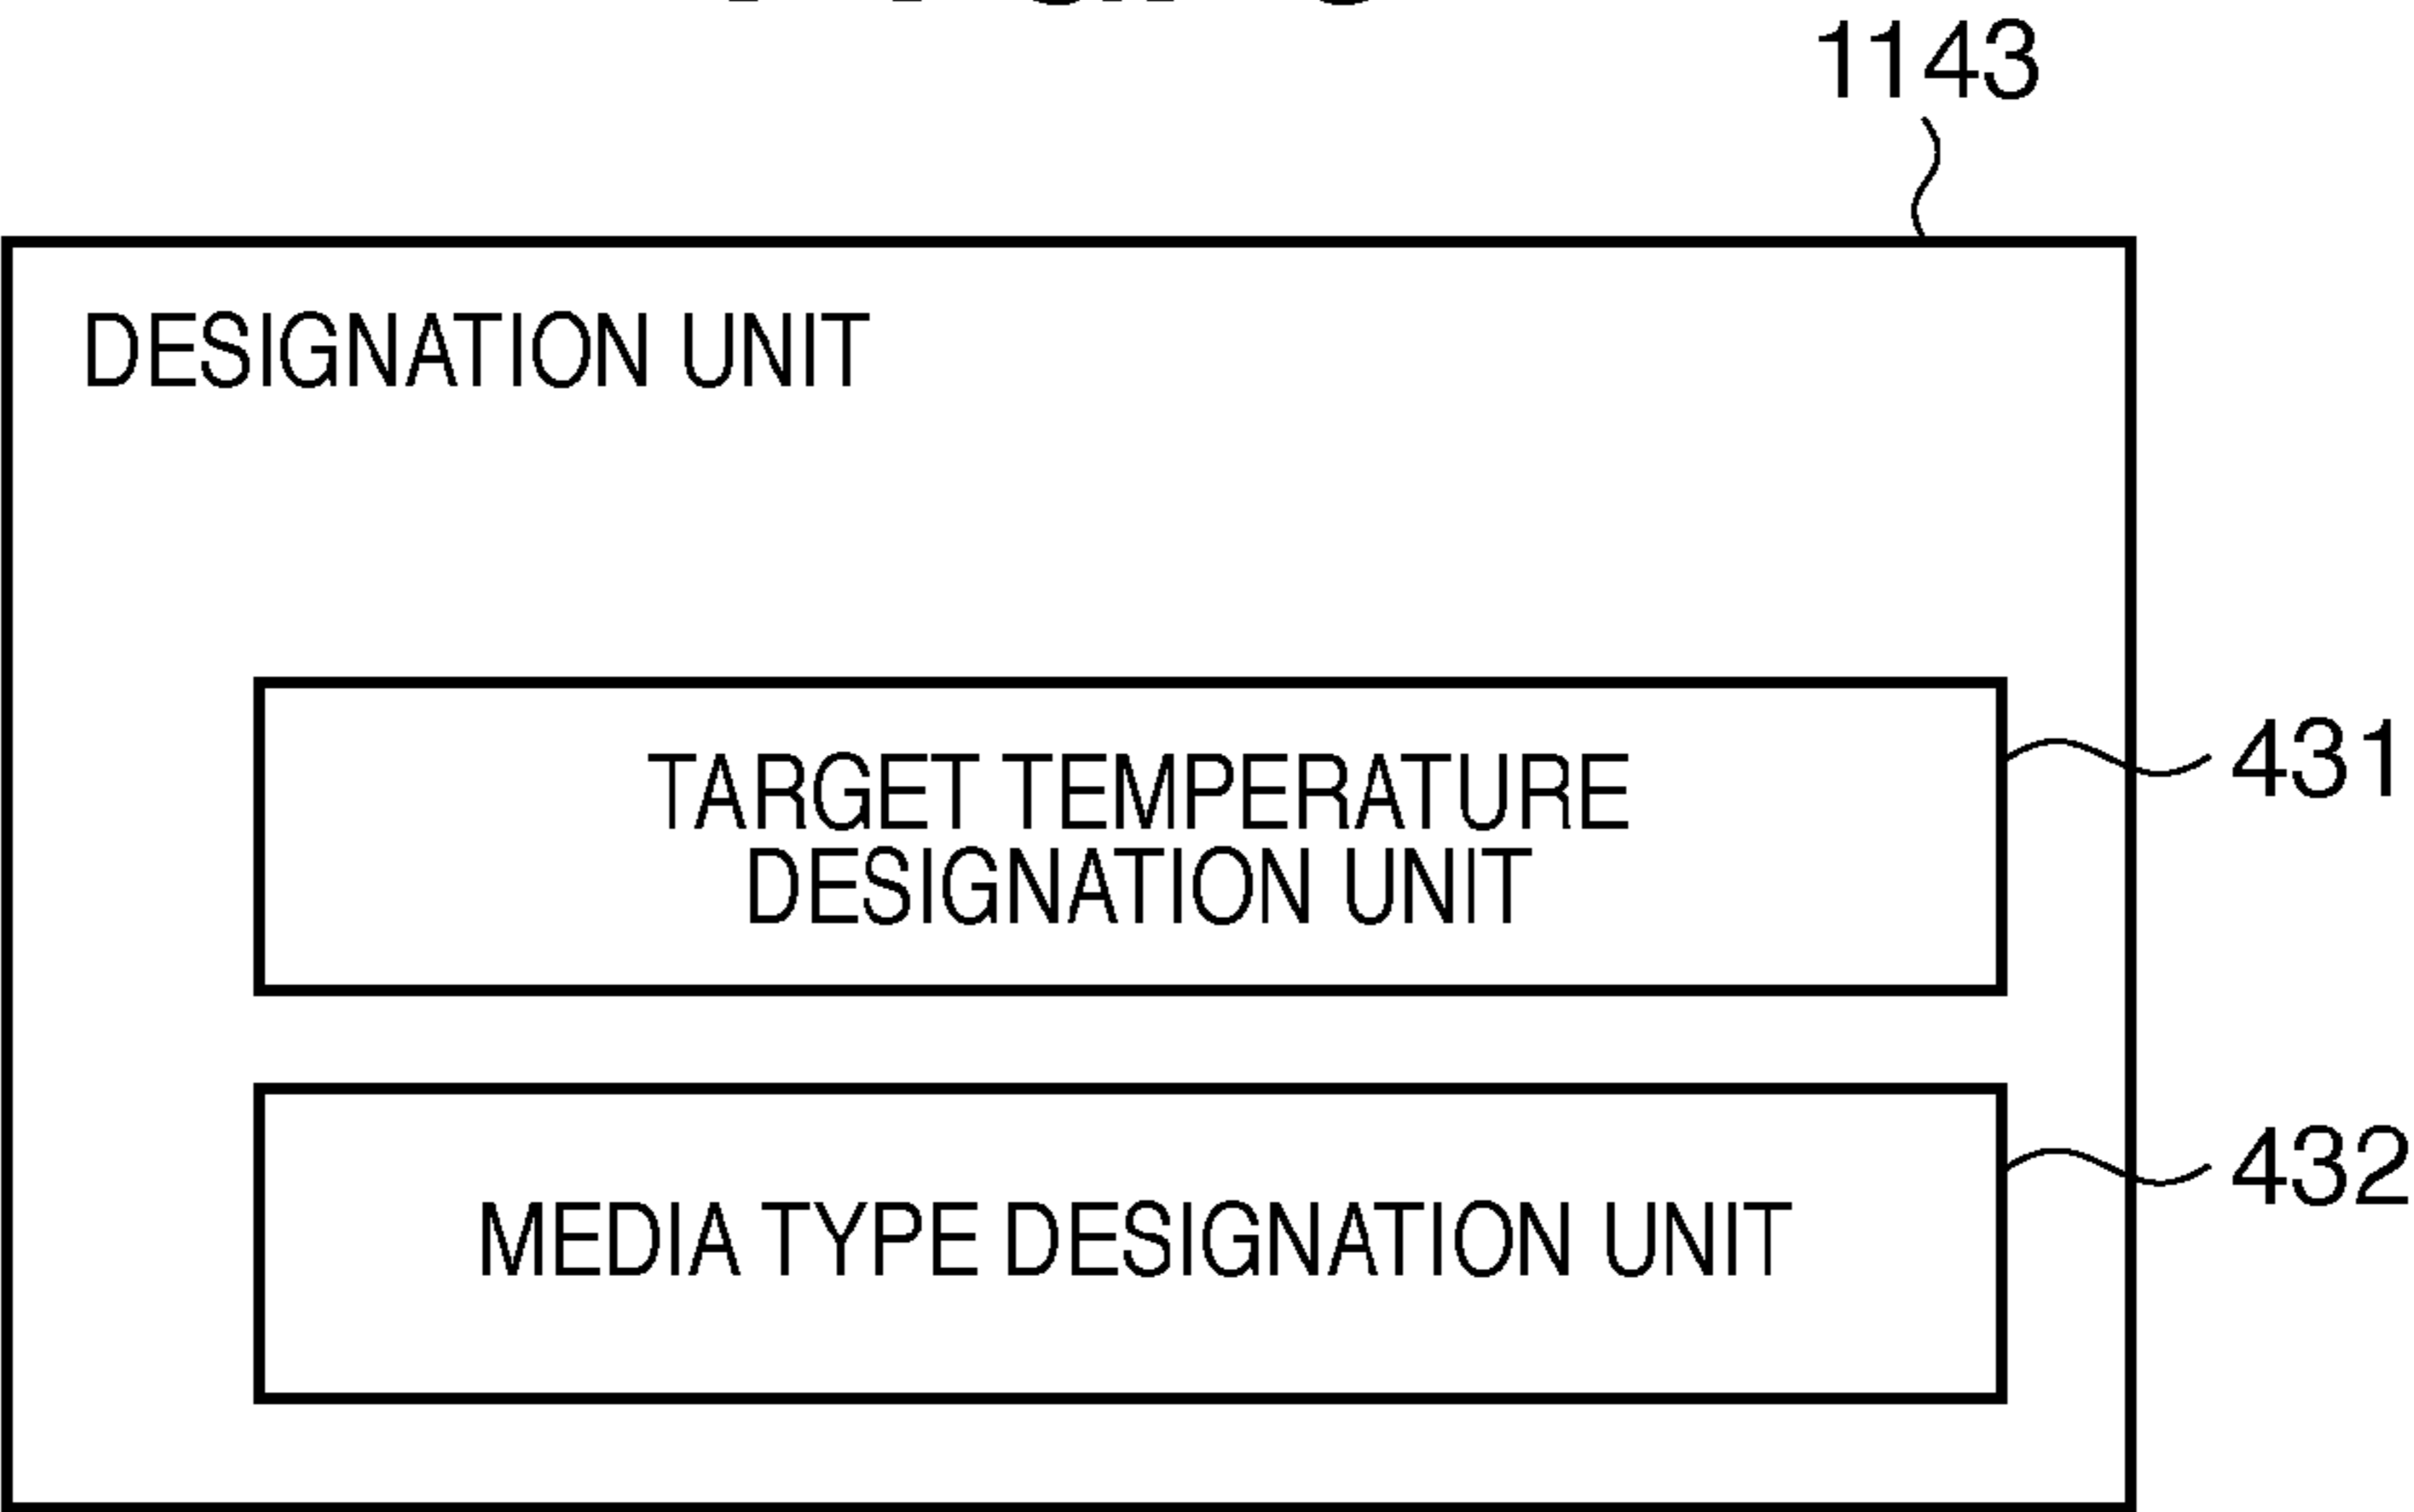 1143
DESIGNATION UNIT
TARGET TEMPERATURE
DESIGNATION UNIT
431
MEDIA TYPE DESIGNATION UNIT
432